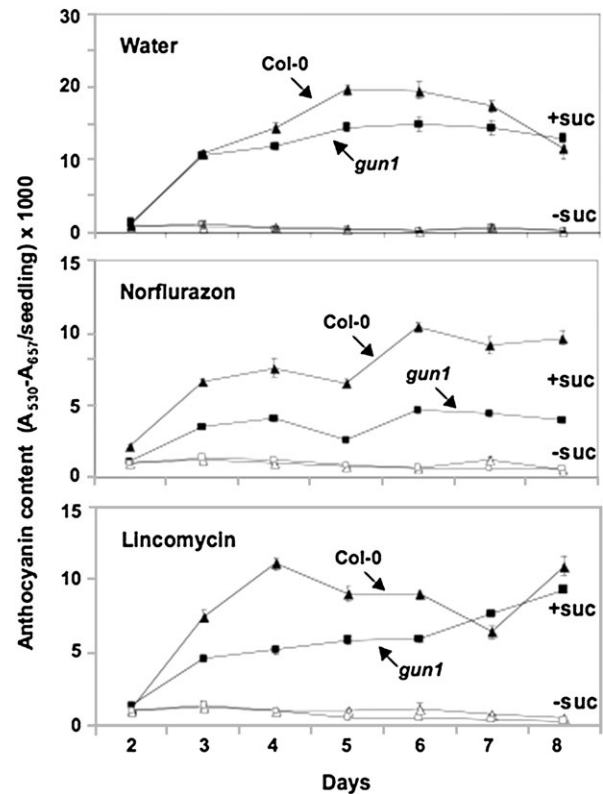 Anthocyanin content (A530-A657/seedling) x 1000
30
20
10
0
Water
Col-0
gun1
+suc
-suc
15
10
5
0
Norflurazon
Col-0
gun1
+suc
-suc
15
10
5
0
Lincomycin
Col-0
gun1
+suc
-suc
2 3 4 5 6 7 8
Days